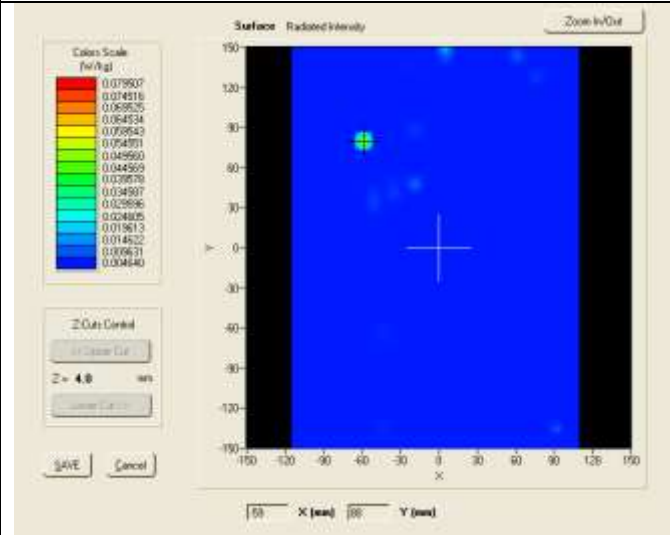 Surface Radiated Intensity
Zoom In/Out
Colors Scale
(W/kg)
0.079507
0.074516
0.069525
0.064534
0.059543
0.054551
0.049560
0.044569
0.039578
0.034587
0.029596
0.024605
0.019613
0.014622
0.009631
0.004640
150
120
90
60
30
0
-30
-60
-90
-120
-150
Y
-150 -120 -90 -60 -30 0 30 60 90 120 150
X
Z Cuts Control
Z = 4.0 mm
SAVE Cancel
X (mm) Y (mm)